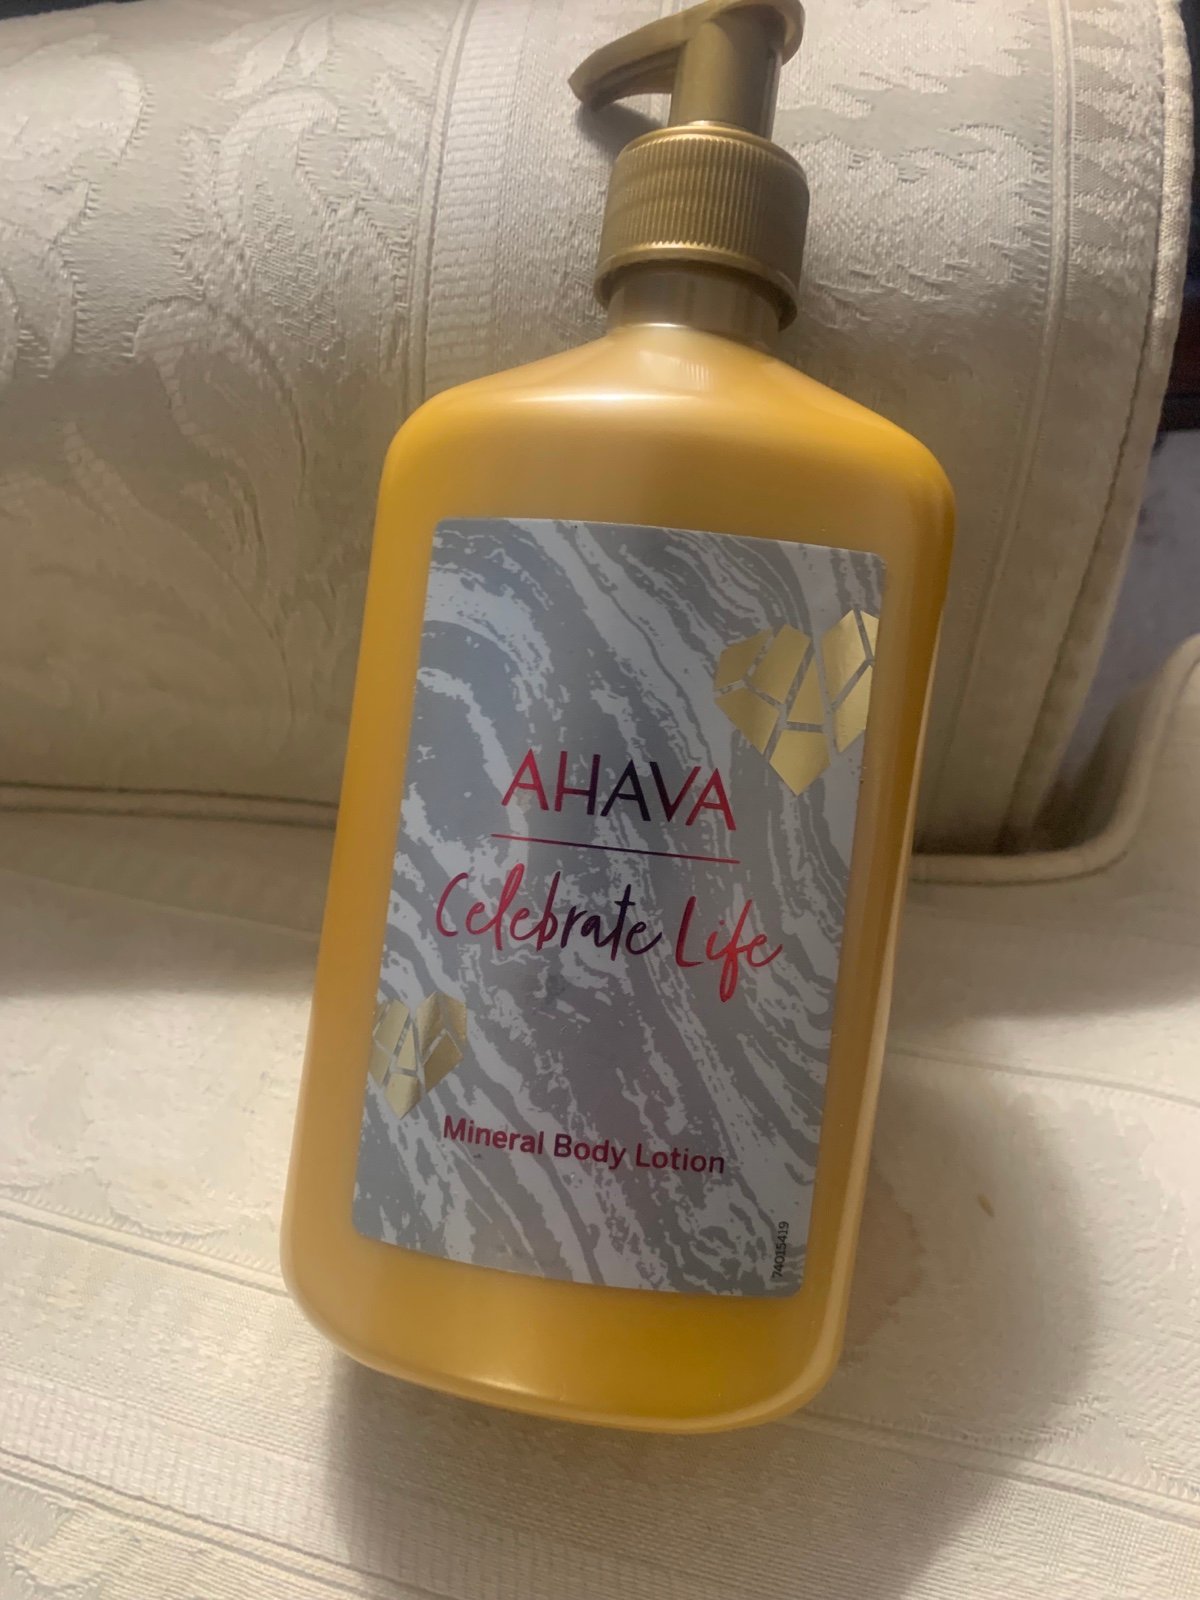 AHAVA
Celebrate Life
Mineral Body Lotion
74015419